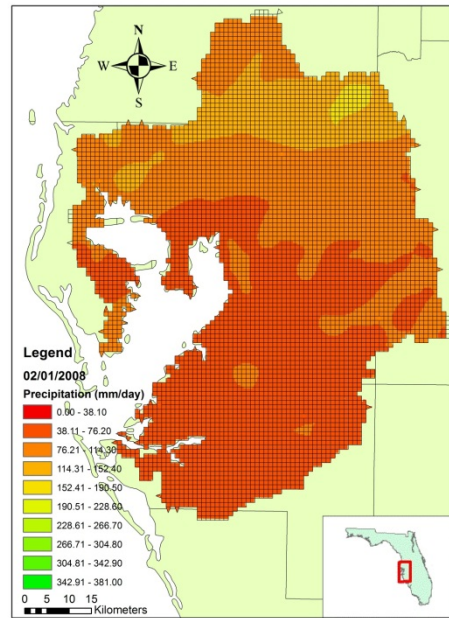 N
W E
S
Legend
02/01/2008
Precipitation (mm/day)
0.00 - 38.10
38.11 - 76.20
76.21 - 114.30
114.31 - 152.40
152.41 - 190.50
190.51 - 228.60
228.61 - 266.70
266.71 - 304.80
304.81 - 342.90
342.91 - 381.00
0 5 10 15
Kilometers